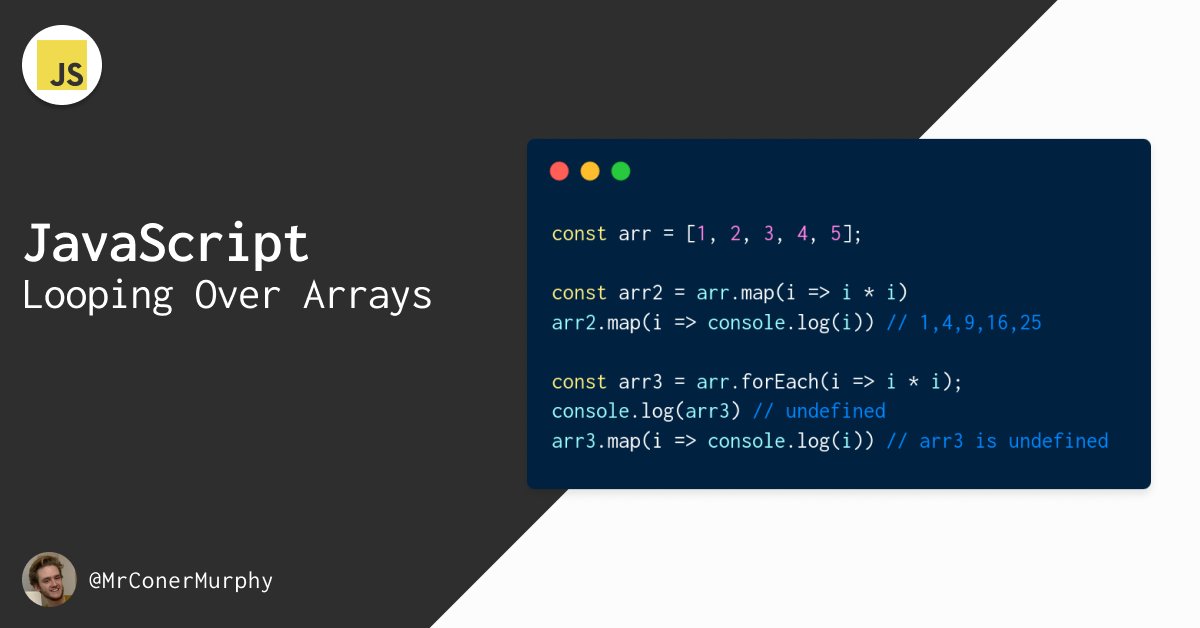 JS
JavaScript
Looping Over Arrays
const arr = [1, 2, 3, 4, 5];
const arr2 = arr.map(i => i * i)
arr2.map(i => console.log(i)) // 1,4,9,16,25
const arr3 = arr.forEach(i => i * i);
console.log(arr3) // undefined
arr3.map(i => console.log(i)) // arr3 is undefined
@MrConerMurphy